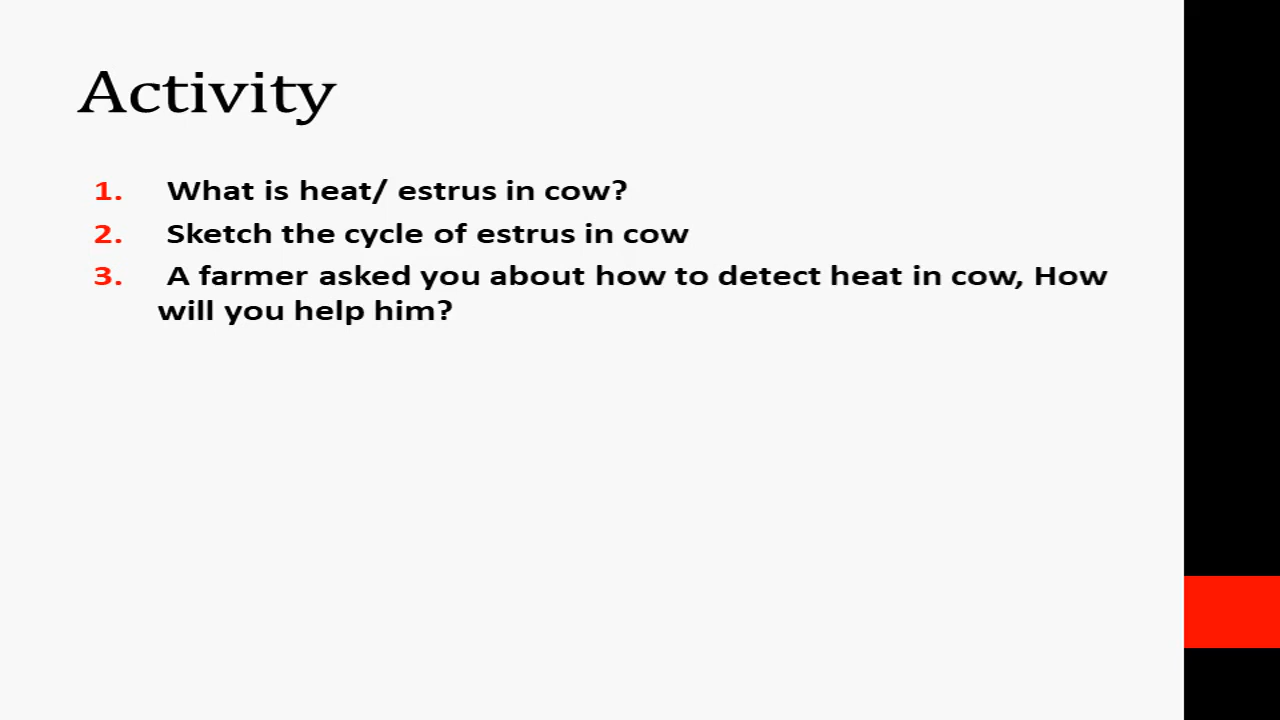 Activity
1. What is heat/ estrus in cow?
2. Sketch the cycle of estrus in cow
3. A farmer asked you about how to detect heat in cow, How
will you help him?